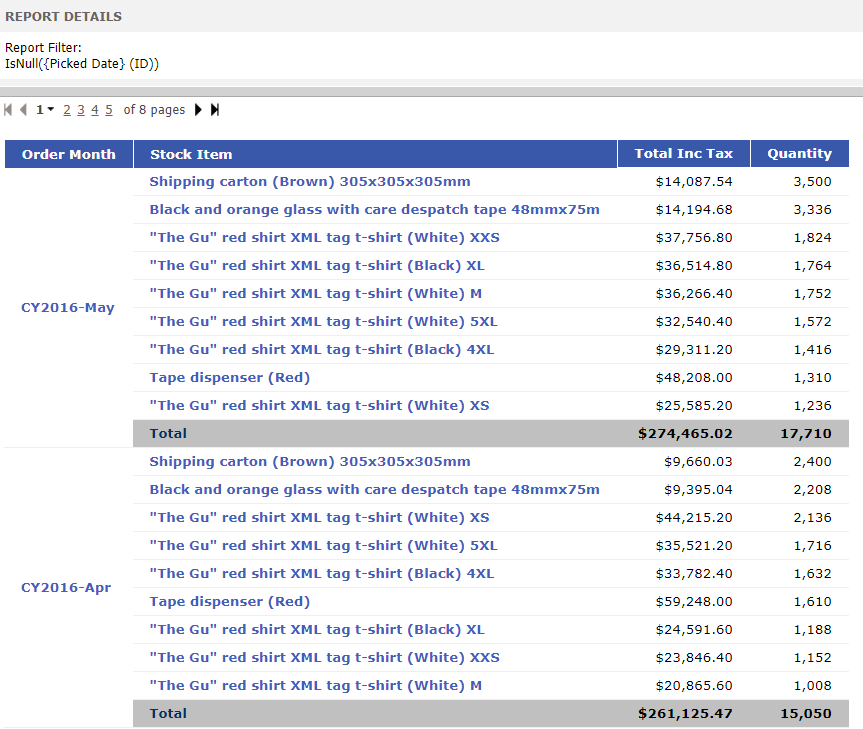 REPORT DETAILS
Report Filter:
IsNull({Picked Date} (ID))
1 2 3 4 5 of 8 pages
Order Month Stock Item Total Inc Tax Quantity
Shipping carton (Brown) 305x305x305mm $14,087.54 3,500
Black and orange glass with care despatch tape 48mmx75m $14,194.68 3,336
"The Gu" red shirt XML tag t-shirt (White) XXS $37,756.80 1,824
"The Gu" red shirt XML tag t-shirt (Black) XL $36,514.80 1,764
"The Gu" red shirt XML tag t-shirt (White) M $36,266.40 1,752
CY2016-May
"The Gu" red shirt XML tag t-shirt (White) 5XL $32,540.40 1,572
"The Gu" red shirt XML tag t-shirt (Black) 4XL $29,311.20 1,416
Tape dispenser (Red) $48,208.00 1,310
"The Gu" red shirt XML tag t-shirt (White) XS $25,585.20 1,236
Total $274,465.02 17,710
Shipping carton (Brown) 305x305x305mm $9,660.03 2,400
Black and orange glass with care despatch tape 48mmx75m $9,395.04 2,208
"The Gu" red shirt XML tag t-shirt (White) XS $44,215.20 2,136
"The Gu" red shirt XML tag t-shirt (White) 5XL $35,521.20 1,716
"The Gu" red shirt XML tag t-shirt (Black) 4XL $33,782.40 1,632
CY2016-Apr
Tape dispenser (Red) $59,248.00 1,610
"The Gu" red shirt XML tag t-shirt (Black) XL $24,591.60 1,188
"The Gu" red shirt XML tag t-shirt (White) XXS $23,846.40 1,152
"The Gu" red shirt XML tag t-shirt (White) M $20,865.60 1,008
Total $261,125.47 15,050